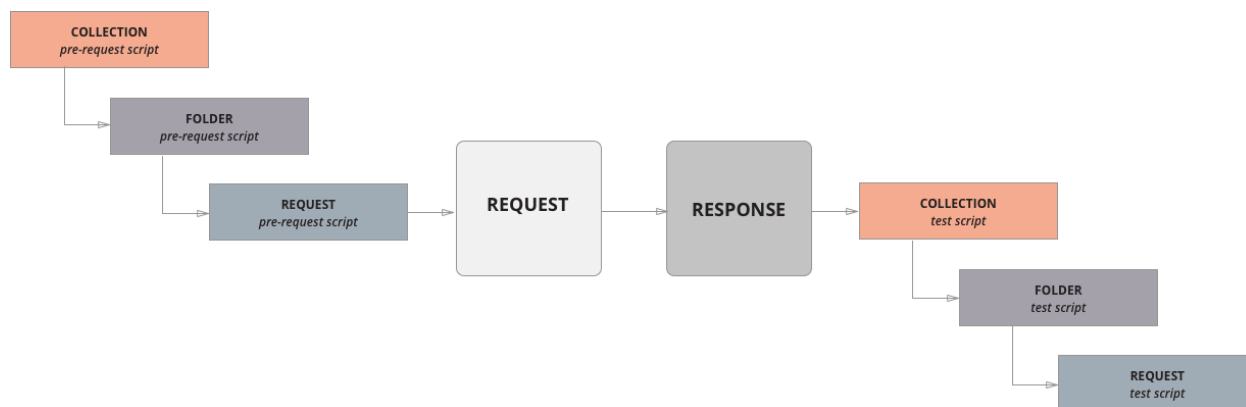 COLLECTION
pre-request script
FOLDER
pre-request script
REQUEST
pre-request script
REQUEST
RESPONSE
COLLECTION
test script
FOLDER
test script
REQUEST
test script